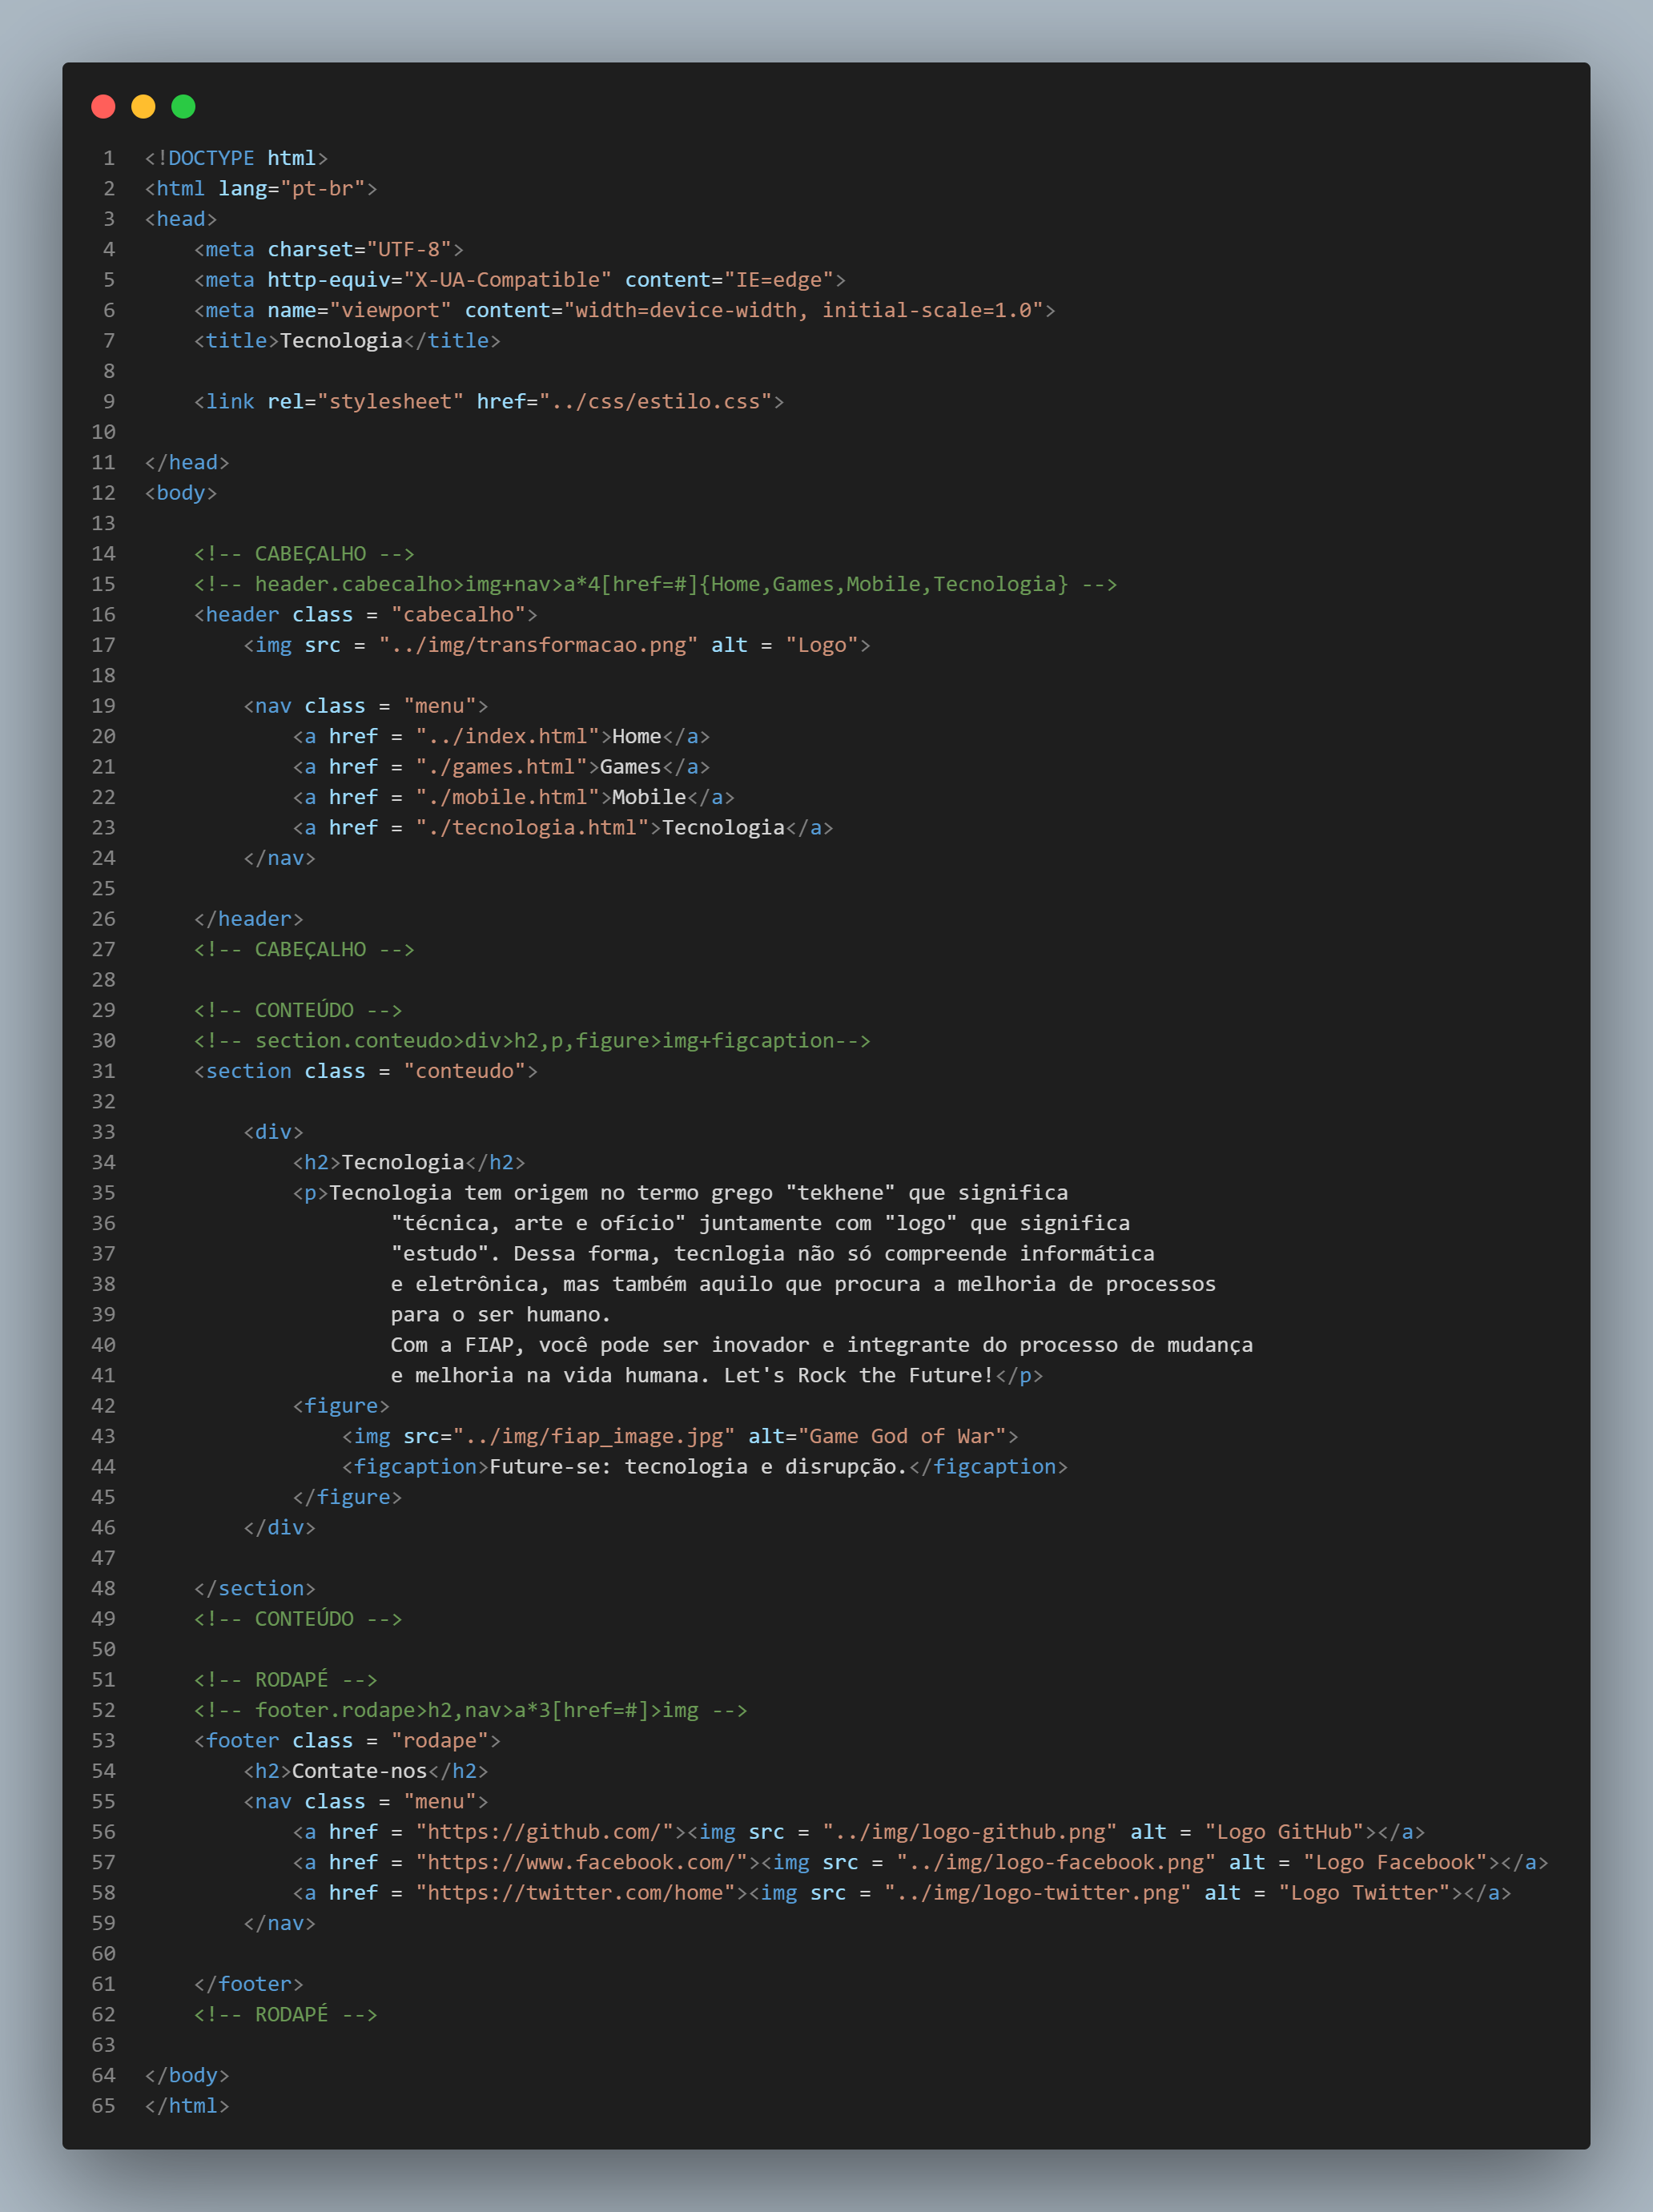 1 <!DOCTYPE html>
2 <html lang="pt-br">
3 <head>
4     <meta charset="UTF-8">
5     <meta http-equiv="X-UA-Compatible" content="IE=edge">
6     <meta name="viewport" content="width=device-width, initial-scale=1.0">
7     <title>Tecnologia</title>
8
9     <link rel="stylesheet" href="../css/estilo.css">
10
11 </head>
12 <body>
13
14     <!-- CABEÇALHO -->
15     <!-- header.cabecalho>img+nav>a*4[href=#]{Home,Games,Mobile,Tecnologia} -->
16     <header class = "cabecalho">
17         <img src = "../img/transformacao.png" alt = "Logo">
18
19         <nav class = "menu">
20             <a href = "../index.html">Home</a>
21             <a href = "./games.html">Games</a>
22             <a href = "./mobile.html">Mobile</a>
23             <a href = "./tecnologia.html">Tecnologia</a>
24         </nav>
25
26     </header>
27     <!-- CABEÇALHO -->
28
29     <!-- CONTEÚDO -->
30     <!-- section.conteudo>div>h2,p,figure>img+figcaption-->
31     <section class = "conteudo">
32
33         <div>
34             <h2>Tecnologia</h2>
35             <p>Tecnologia tem origem no termo grego "tekhene" que significa
36                     "técnica, arte e ofício" juntamente com "logo" que significa
37                     "estudo". Dessa forma, tecnlogia não só compreende informática
38                     e eletrônica, mas também aquilo que procura a melhoria de processos
39                     para o ser humano.
40                     Com a FIAP, você pode ser inovador e integrante do processo de mudança
41                     e melhoria na vida humana. Let's Rock the Future!</p>
42             <figure>
43                 <img src="../img/fiap_image.jpg" alt="Game God of War">
44                 <figcaption>Future-se: tecnologia e disrupção.</figcaption>
45             </figure>
46         </div>
47
48     </section>
49     <!-- CONTEÚDO -->
50
51     <!-- RODAPÉ -->
52     <!-- footer.rodape>h2,nav>a*3[href=#]>img -->
53     <footer class = "rodape">
54         <h2>Contate-nos</h2>
55         <nav class = "menu">
56             <a href = "https://github.com/"><img src = "../img/logo-github.png" alt = "Logo GitHub"></a>
57             <a href = "https://www.facebook.com/"><img src = "../img/logo-facebook.png" alt = "Logo Facebook"></a>
58             <a href = "https://twitter.com/home"><img src = "../img/logo-twitter.png" alt = "Logo Twitter"></a>
59         </nav>
60
61     </footer>
62     <!-- RODAPÉ -->
63
64 </body>
65 </html>